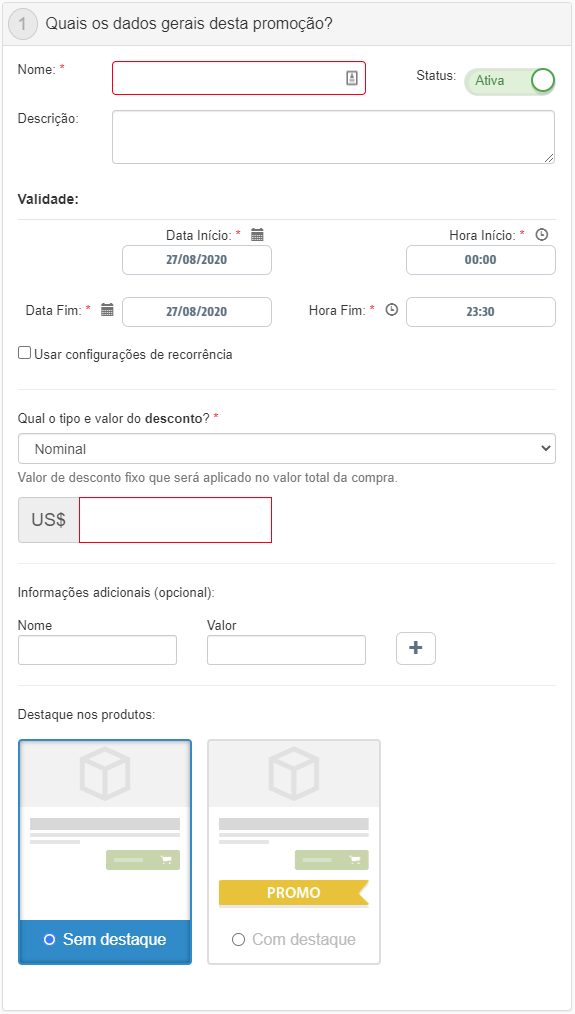 1 Quais os dados gerais desta promoção?
Nome: * Status: Ativa
Descrição:
Validade:
Data Início: * Hora Início: *
27/08/2020 00:00
Data Fim: * 27/08/2020 Hora Fim: * 23:30
Usar configurações de recorrência
Qual o tipo e valor do desconto? *
Nominal
Valor de desconto fixo que será aplicado no valor total da compra.
US$
Informações adicionais (opcional):
Nome Valor
Destaque nos produtos:
PROMO
Sem destaque Com destaque